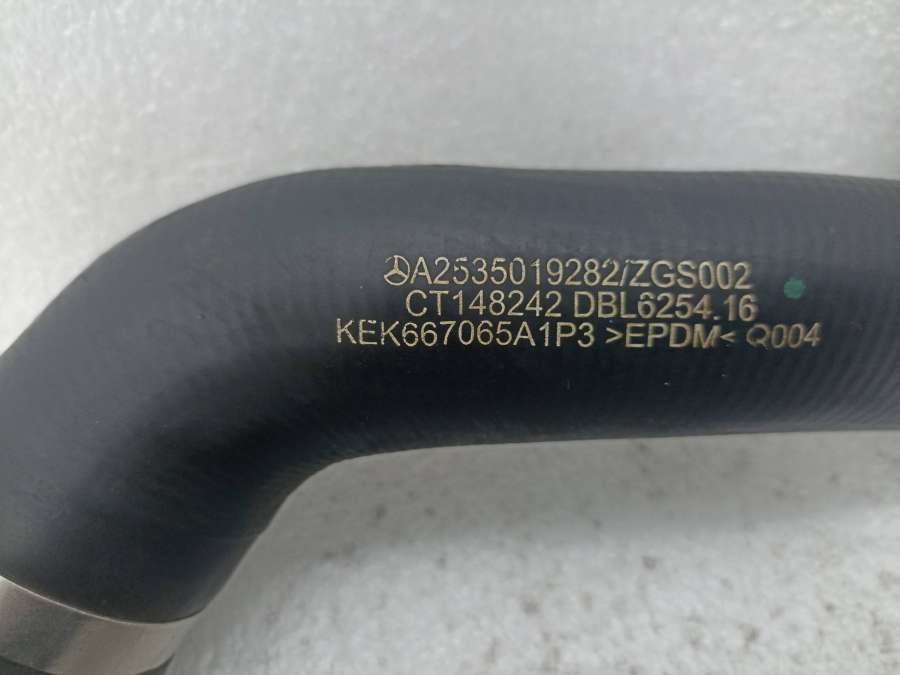 A2535019282/ZGS002
CT148242 DBL6254.16
KEK667065A1P3 >EPDM< Q004